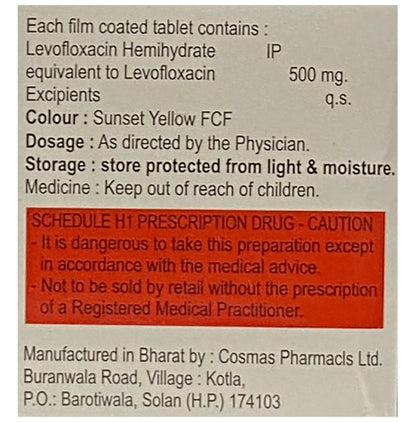 Each film coated tablet contains :
Levofloxacin Hemihydrate IP
equivalent to Levofloxacin 500 mg.
Excipients q.s.
Colour : Sunset Yellow FCF
Dosage : As directed by the Physician.
Storage : store protected from light & moisture.
Medicine : Keep out of reach of children.
SCHEDULE H1 PRESCRIPTION DRUG - CAUTION
- It is dangerous to take this preparation except
in accordance with the medical advice.
- Not to be sold by retail without the prescription
of a Registered Medical Practitioner.
Manufactured in Bharat by : Cosmas Pharmacls Ltd.
Buranwala Road, Village : Kotla,
P.O.: Barotiwala, Solan (H.P.) 174103